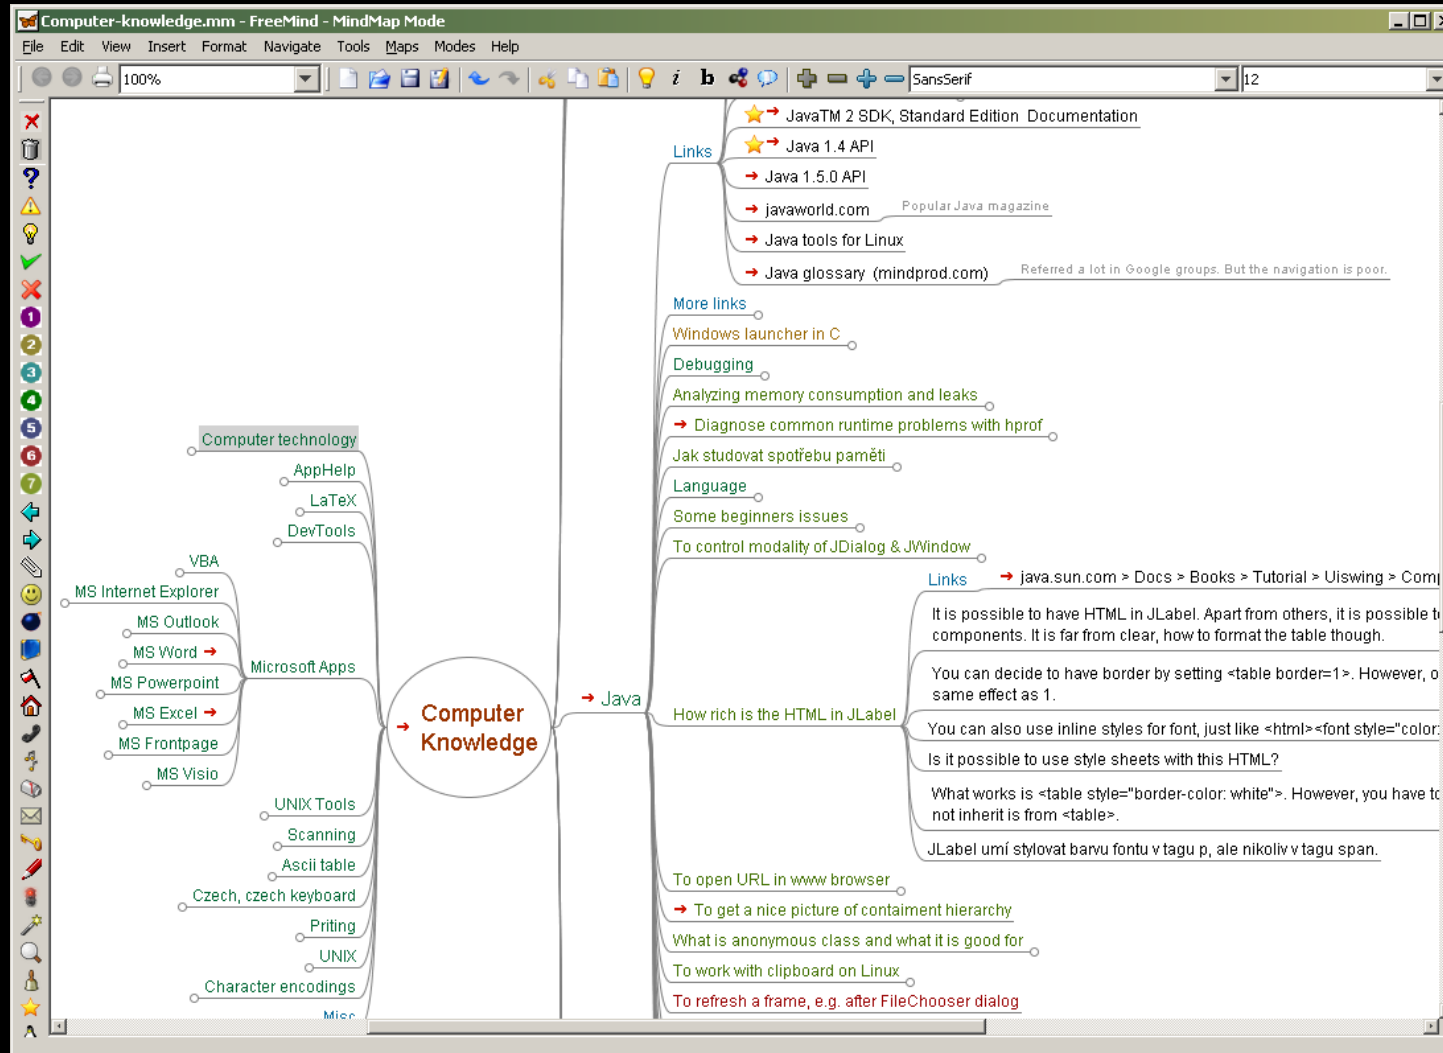 Computer-knowledge.mm - FreeMind - MindMap Mode
File Edit View Insert Format Navigate Tools Maps Modes Help
100%
i b
SansSerif
12
1
2
3
4
5
6
7
Computer technology
AppHelp
LaTeX
DevTools
VBA
MS Internet Explorer
MS Outlook
MS Word
MS Powerpoint
MS Excel
MS Frontpage
MS Visio
Microsoft Apps
UNIX Tools
Scanning
Ascii table
Czech, czech keyboard
Priting
UNIX
Character encodings
Misc
Computer
Knowledge
Java
Links
JavaTM 2 SDK, Standard Edition Documentation
Java 1.4 API
Java 1.5.0 API
javaworld.com
Popular Java magazine
Java tools for Linux
Java glossary (mindprod.com)
Referred a lot in Google groups. But the navigation is poor.
More links
Windows launcher in C
Debugging
Analyzing memory consumption and leaks
Diagnose common runtime problems with hprof
Jak studovat spotřebu paměti
Language
Some beginners issues
To control modality of JDialog & JWindow
How rich is the HTML in JLabel
Links
java.sun.com > Docs > Books > Tutorial > Uiswing > Comp
It is possible to have HTML in JLabel. Apart from others, it is possible t
components. It is far from clear, how to format the table though.
You can decide to have border by setting <table border=1>. However, o
same effect as 1.
You can also use inline styles for font, just like <html><font style="color:
Is it possible to use style sheets with this HTML?
What works is <table style="border-color: white">. However, you have to
not inherit is from <table>.
JLabel umí stylovat barvu fontu v tagu p, ale nikoliv v tagu span.
To open URL in www browser
To get a nice picture of contaiment hierarchy
What is anonymous class and what it is good for
To work with clipboard on Linux
To refresh a frame, e.g. after FileChooser dialog